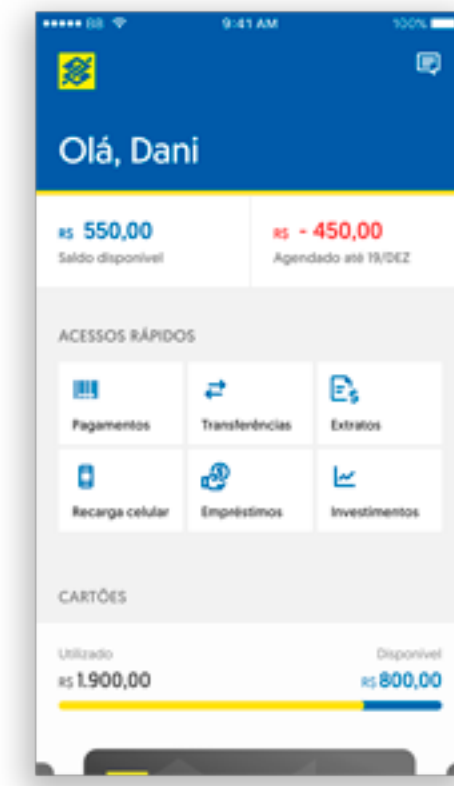 BB 9:41 AM 100%
Olá, Dani
R$ 550,00 R$ - 450,00
Saldo disponível Agendado até 19/DEZ
ACESSOS RÁPIDOS
Pagamentos Transferências Extratos
Recarga celular Empréstimos Investimentos
CARTÕES
Utilizado Disponível
R$ 1.900,00 R$ 800,00